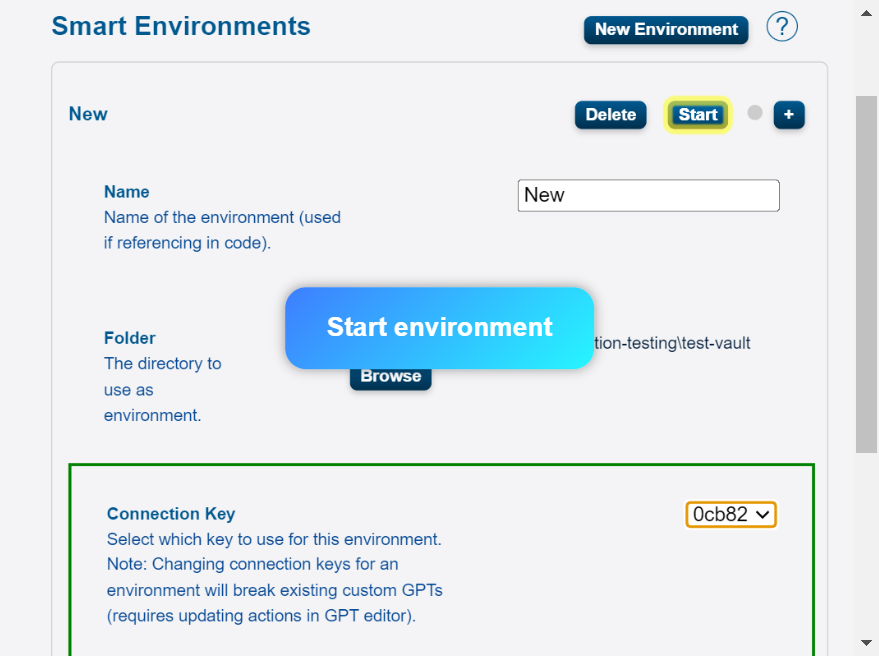 Smart Environments
New Environment
?
New
Delete
Start
+
Name
Name of the environment (used
if referencing in code).
New
Start environment
Folder
The directory to
use as
environment.
tion-testing\test-vault
Browse
Connection Key
Select which key to use for this environment.
Note: Changing connection keys for an
environment will break existing custom GPTs
(requires updating actions in GPT editor).
0cb82